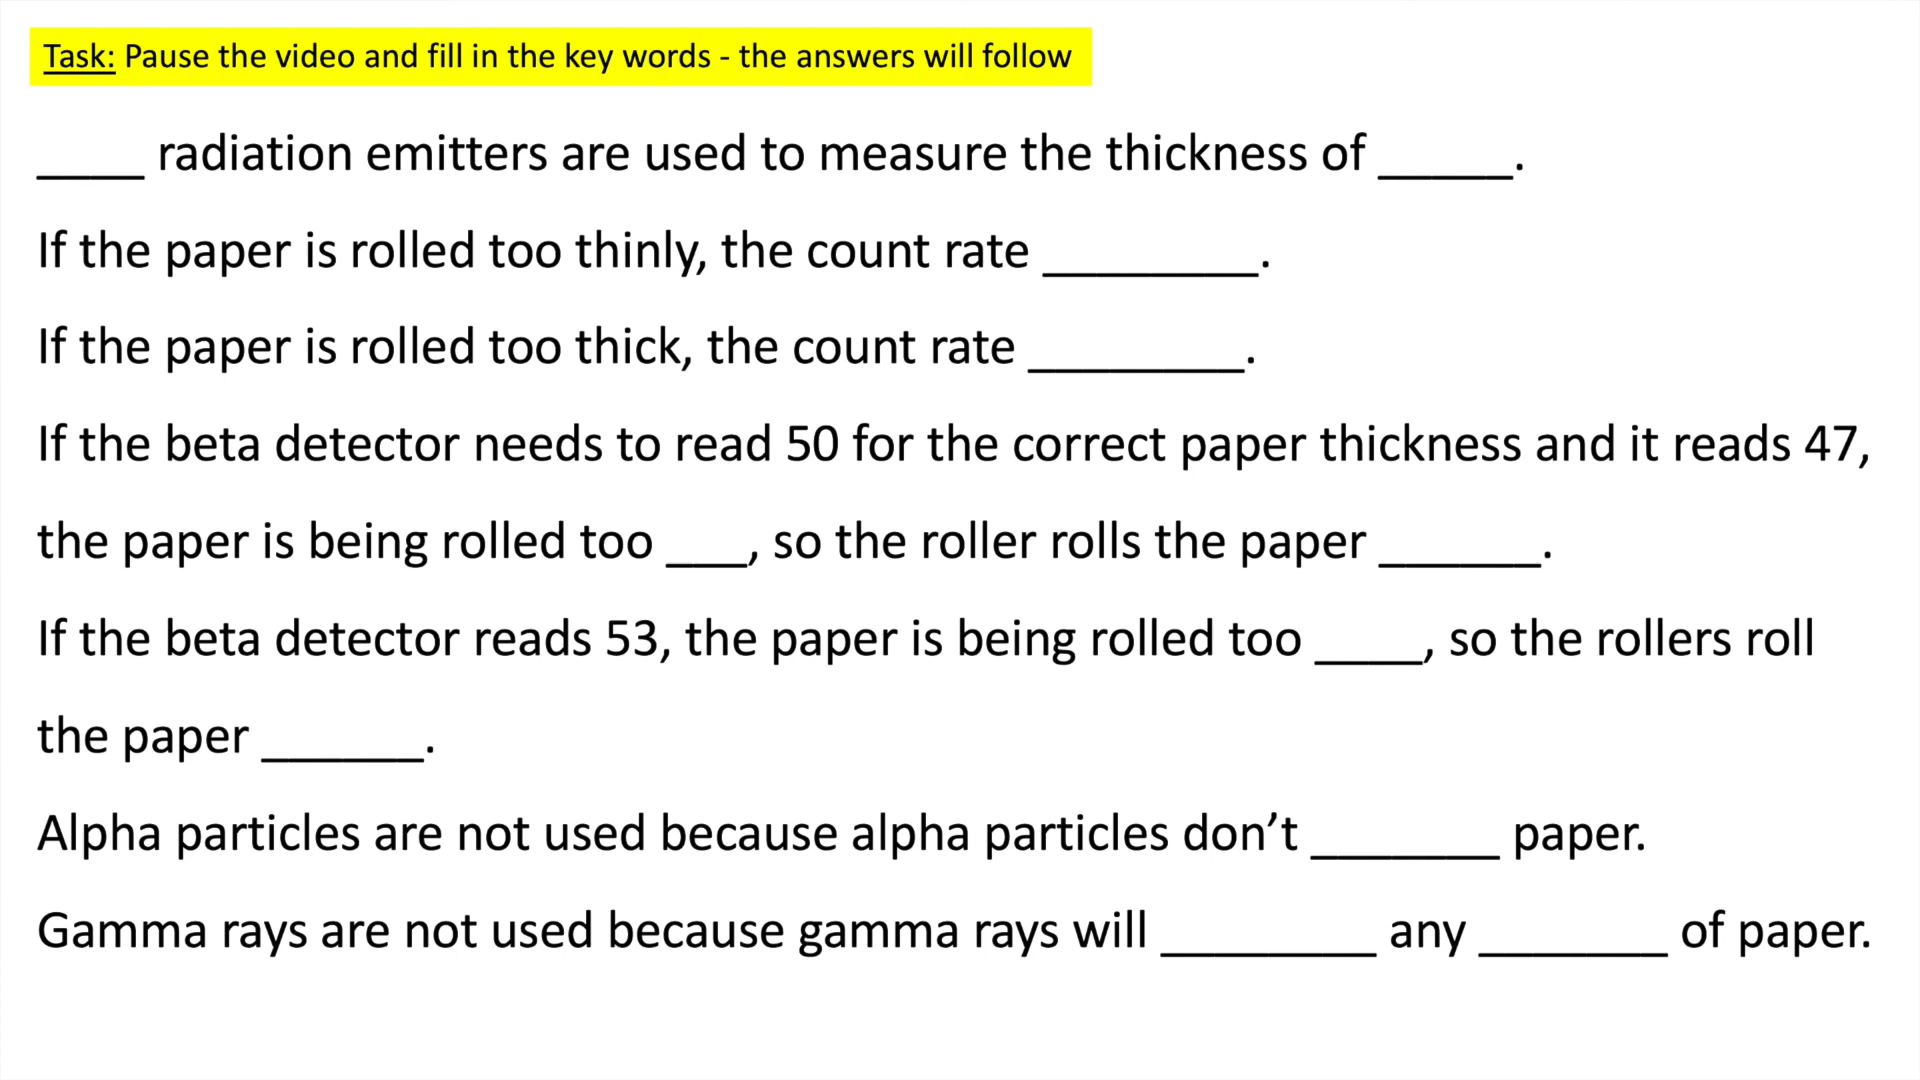 Task: Pause the video and fill in the key words - the answers will follow
____ radiation emitters are used to measure the thickness of _____.
If the paper is rolled too thinly, the count rate ________.
If the paper is rolled too thick, the count rate ________.
If the beta detector needs to read 50 for the correct paper thickness and it reads 47,
the paper is being rolled too ___, so the roller rolls the paper ______.
If the beta detector reads 53, the paper is being rolled too ____, so the rollers roll
the paper ______.
Alpha particles are not used because alpha particles don’t _______ paper.
Gamma rays are not used because gamma rays will ________ any _______ of paper.